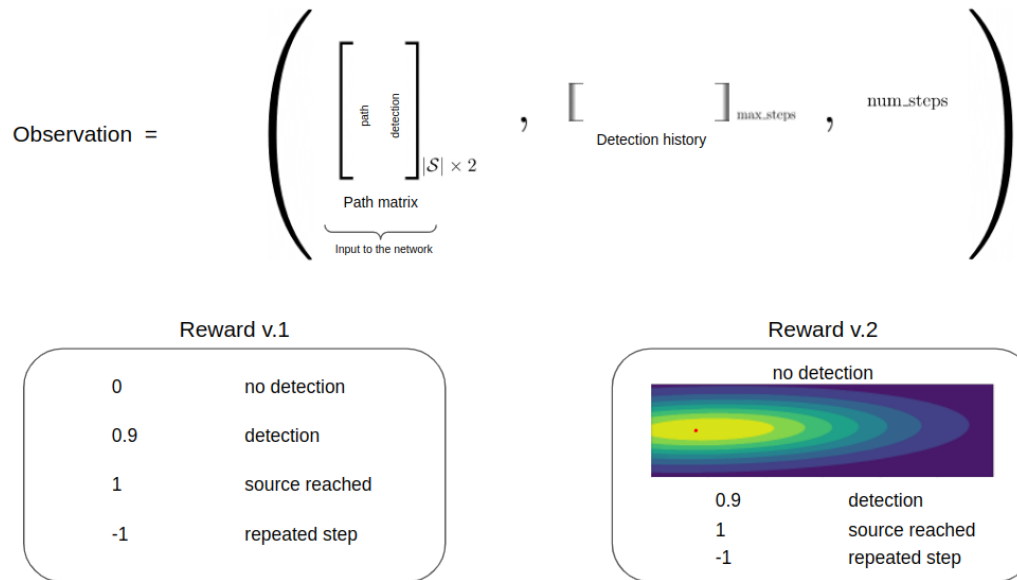 Observation =
path
detection
|S| × 2
Path matrix
Input to the network
,
Detection history
max_steps
,
num_steps
Reward v.1
0 no detection
0.9 detection
1 source reached
-1 repeated step
Reward v.2
no detection
0.9 detection
1 source reached
-1 repeated step